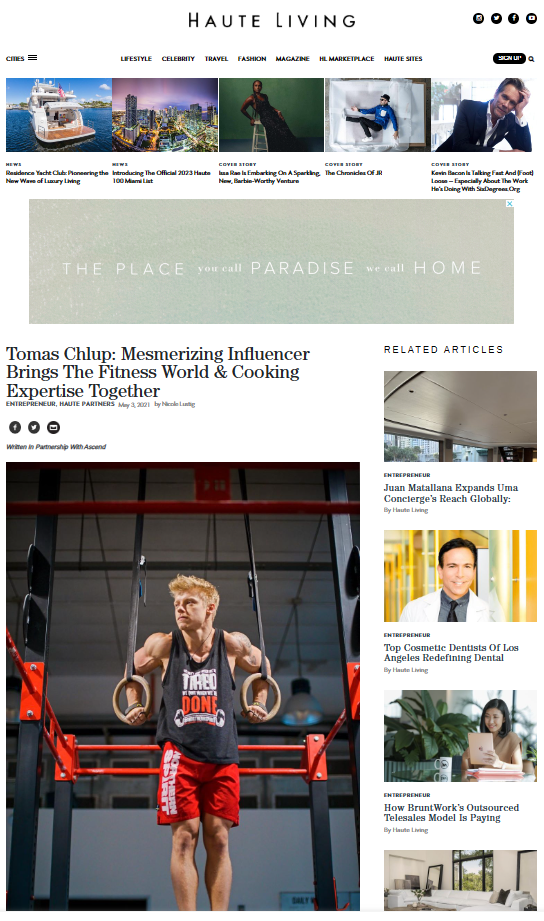 HAUTE LIVING
CITIES
LIFESTYLE CELEBRITY TRAVEL FASHION MAGAZINE HL MARKETPLACE HAUTE SITES
SIGN UP
NEWS
Residence Yacht Club: Pioneering the
New Wave of Luxury Living
NEWS
Introducing The Official 2023 Haute
100 Miami List
COVER STORY
Issa Rae Is Embarking On A Sparkling,
New, Barbie-Worthy Venture
COVER STORY
The Chronicles Of JR
COVER STORY
Kevin Bacon Is Talking Fast And (Foot)
Loose – Especially About The Work
He's Doing With SixDegrees.Org
THE PLACE you call PARADISE we call HOME
Tomas Chlup: Mesmerizing Influencer
Brings The Fitness World & Cooking
Expertise Together
ENTREPRENEUR, HAUTE PARTNERS May 3, 2021 by Nicole Lustig
Written in Partnership With Ascend
TIRED
DONE
DAILY
RELATED ARTICLES
ENTREPRENEUR
Juan Matallana Expands Uma
Concierge's Reach Globally:
By Haute Living
ENTREPRENEUR
Top Cosmetic Dentists Of Los
Angeles Redefining Dental
By Haute Living
ENTREPRENEUR
How BruntWork's Outsourced
Telesales Model Is Paying
By Haute Living